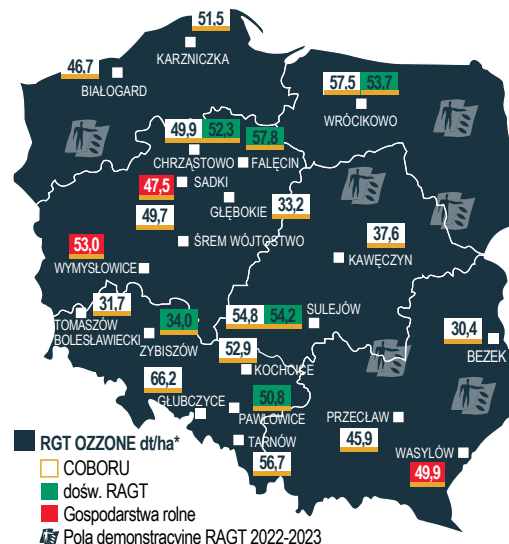 51,5
KARZNICZKA
46,7
BIAŁOGARD
57,5 53,7
WRÓCIKOWO
49,9 52,3
57,8
CHRZĄSTOWO
FALĘCIN
47,5
SADKI
GŁĘBOKIE
33,2
49,7
ŚREM WÓJTOSTWO
37,6
KAWĘCZYN
53,0
WYMYSŁOWICE
31,7
TOMASZÓW
BOLESŁAWIECKI
34,0
ZYBISZÓW
54,8 54,2
SULEJÓW
30,4
BEZEK
52,9
KOCHCICE
66,2
GŁUBCZYCE
50,8
PAWŁOWICE
TARNÓW
56,7
PRZECŁAW
45,9
WASYLÓW
49,9
RGT OZZONE dt/ha*
COBORU
dośw. RAGT
Gospodarstwa rolne
Pola demonstracyjne RAGT 2022-2023